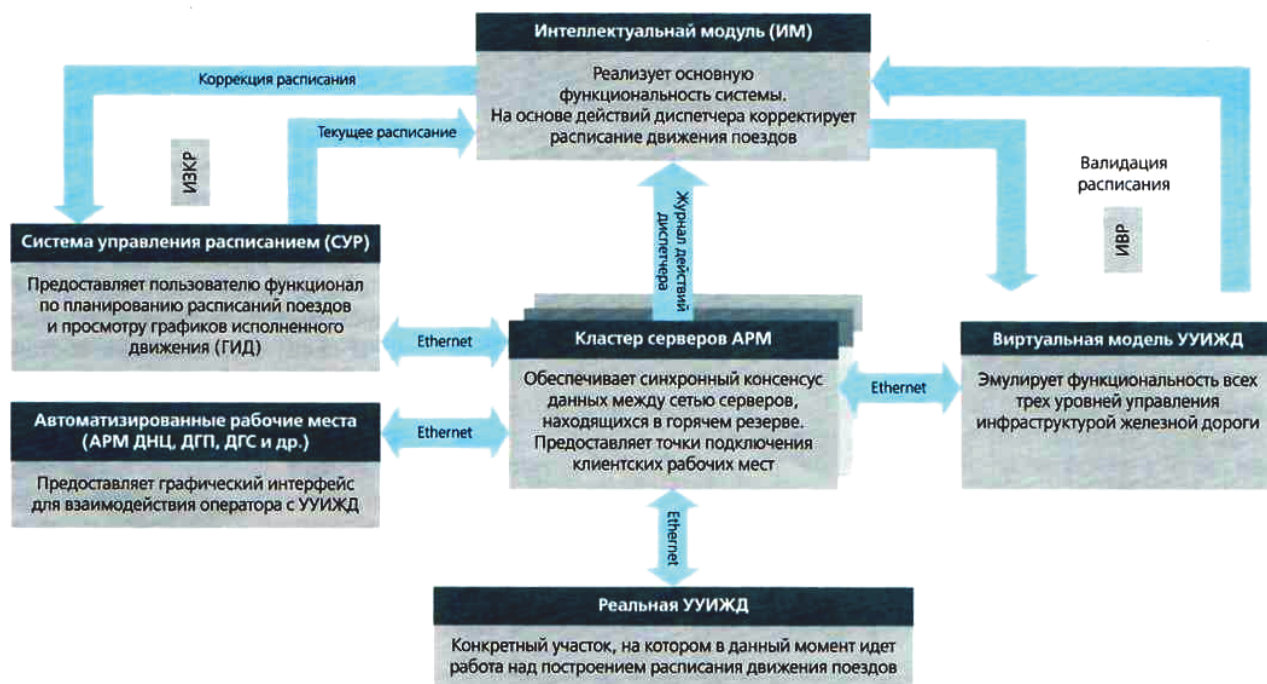 Интеллектуальнай модуль (ИМ)
Реализует основную
функциональность системы.
На основе действий диспетчера корректирует
расписание движения поездов
Коррекция расписания
Текущее расписание
ИЗКР
Валидация
расписания
ИВР
Журнал действий
диспетчера
Система управления расписанием (СУР)
Предоставляет пользователю функционал
по планированию расписаний поездов
и просмотру графиков исполненного
движения (ГИД)
Ethernet
Кластер серверов АРМ
Обеспечивает синхронный консенсус
данных между сетью серверов,
находящихся в горячем резерве.
Предоставляет точки подключения
клиентских рабочих мест
Ethernet
Виртуальная модель УУИЖД
Эмулирует функциональность всех
трех уровней управления
инфраструктурой железной дороги
Автоматизированные рабочие места
(АРМ ДНЦ, ДГП, ДГС и др.)
Предоставляет графический интерфейс
для взаимодействия оператора с УУИЖД
Ethernet
Ethernet
Реальная УУИЖД
Конкретный участок, на котором в данный момент идет
работа над построением расписания движения поездов